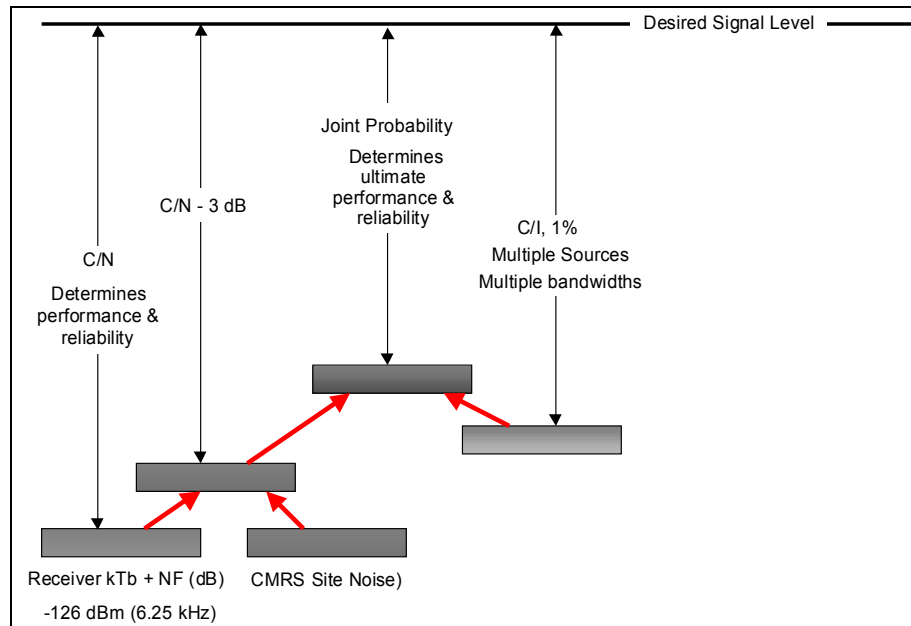 Desired Signal Level
Joint Probability
Determines
ultimate
performance &
reliability
C/N - 3 dB
C/I, 1%
Multiple Sources
Multiple bandwidths
C/N
Determines
performance &
reliability
Receiver kTb + NF (dB)
-126 dBm (6.25 kHz)
CMRS Site Noise)